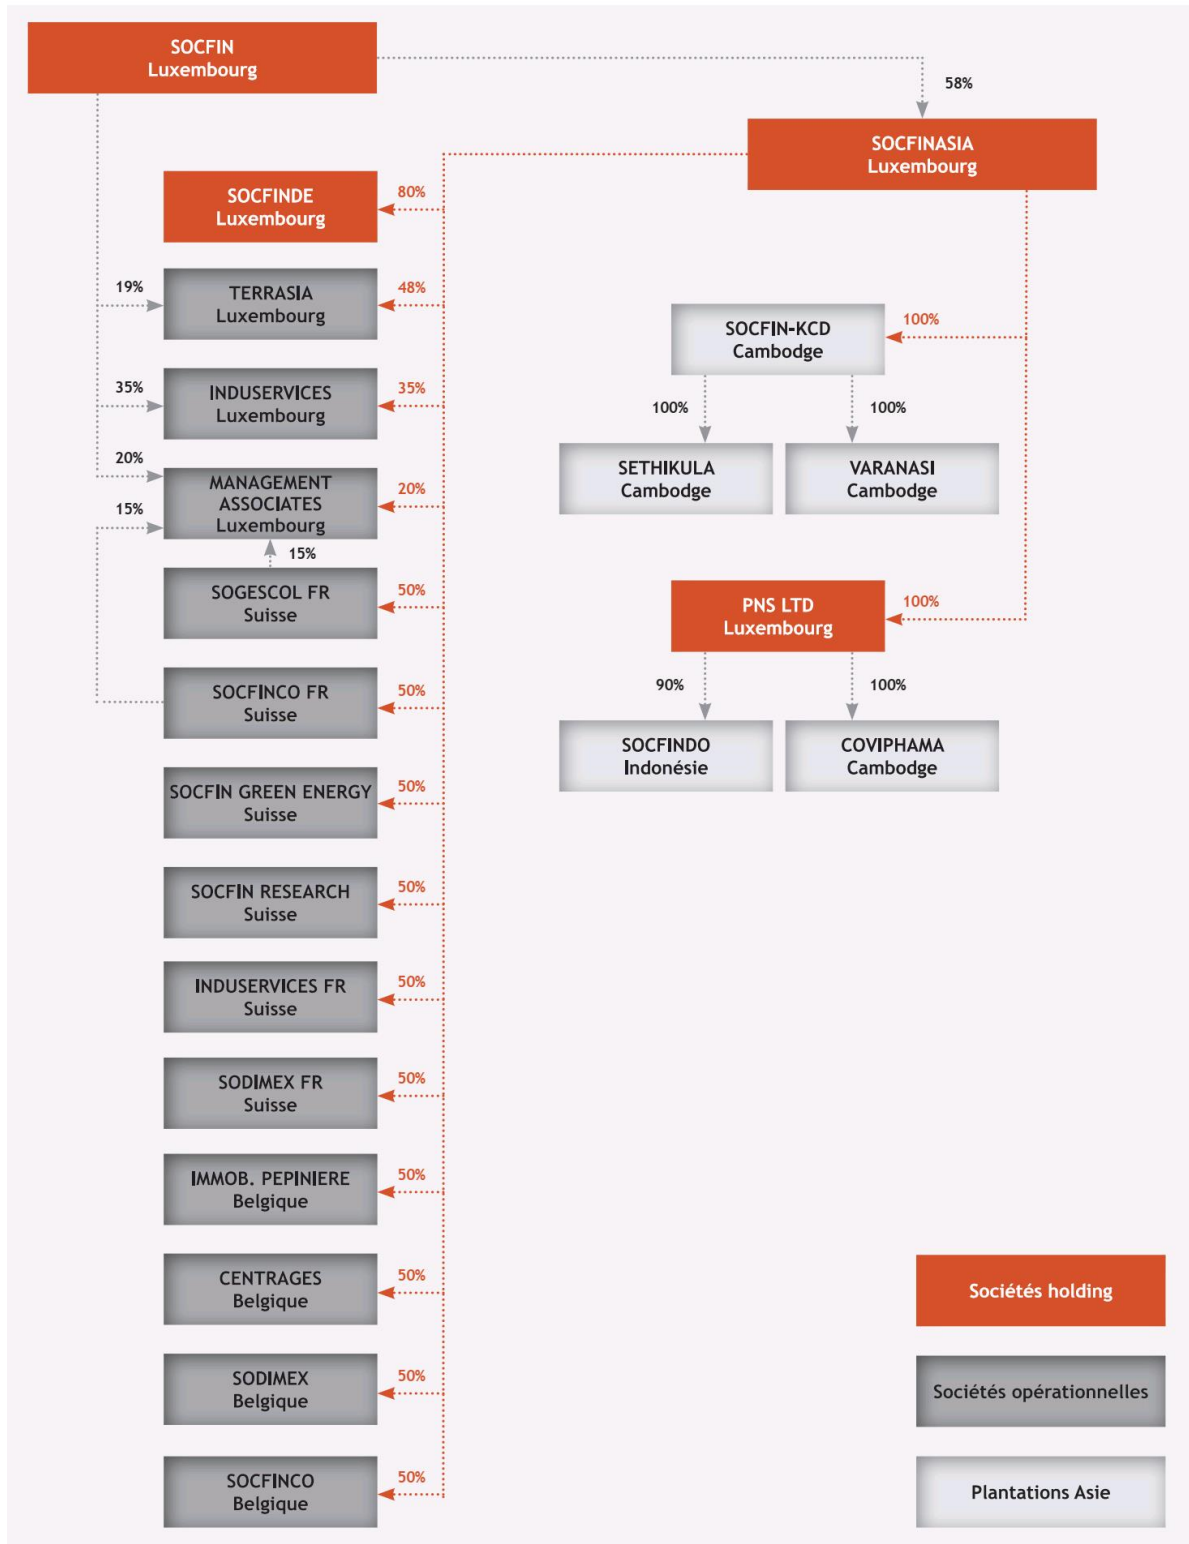 SOCFIN
Luxembourg
58%
SOCFINASIA
Luxembourg
SOCFINDE
Luxembourg
80%
19%
TERRASIA
Luxembourg
48%
35%
INDUSERVICES
Luxembourg
35%
20%
15%
MANAGEMENT
ASSOCIATES
Luxembourg
20%
15%
SOGESCOL FR
Suisse
50%
SOCFINCO FR
Suisse
50%
SOCFIN GREEN ENERGY
Suisse
50%
SOCFIN RESEARCH
Suisse
50%
INDUSERVICES FR
Suisse
50%
SODIMEX FR
Suisse
50%
IMMOB. PEPINIERE
Belgique
50%
CENTRAGES
Belgique
50%
SODIMEX
Belgique
50%
SOCFINCO
Belgique
50%
SOCFIN-KCD
Cambodge
100%
100%
100%
SETHIKULA
Cambodge
VARANASI
Cambodge
PNS LTD
Luxembourg
100%
90%
100%
SOCFINDO
Indonésie
COVIPHAMA
Cambodge
Sociétés holding
Sociétés opérationnelles
Plantations Asie